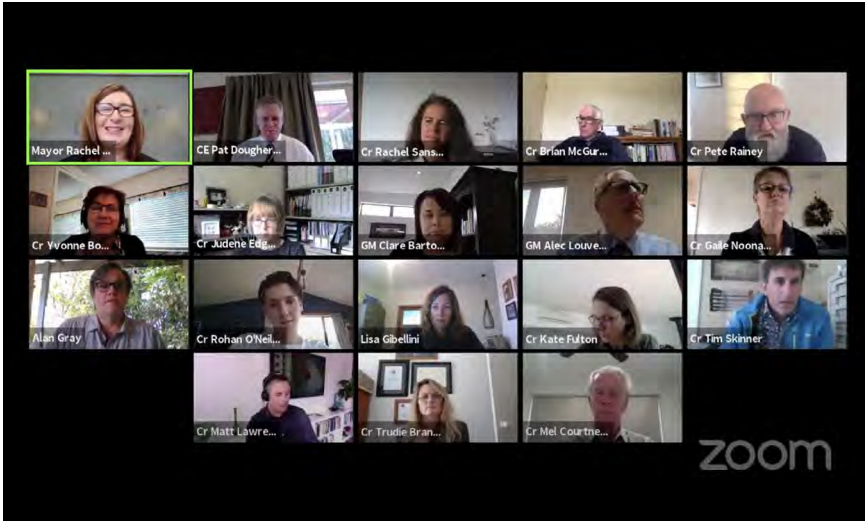 Mayor Rachel ...
CE Pat Dougher...
Cr Rachel Sans...
Cr Brian McGur...
Cr Pete Rainey
Cr Yvonne Bo...
Cr Judene Edg...
GM Clare Barto...
GM Alec Louve...
Cr Gaile Noona...
Alan Gray
Cr Rohan O'Neil...
Lisa Gibellini
Cr Kate Fulton
Cr Tim Skinner
Cr Matt Lawre...
Cr Trudie Bran...
Cr Mel Courtne...
zoom